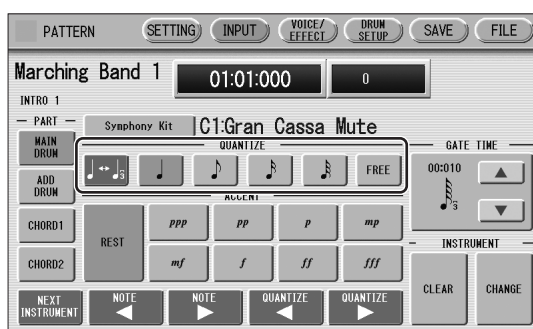 PATTERN SETTING INPUT VOICE/ EFFECT DRUM SETUP SAVE FILE
Marching Band 1 01:01:000 0
INTRO 1
PART Symphony Kit C1:Gran Cassa Mute
MAIN DRUM
QUANTIZE
GATE TIME
3 FREE
00:010
3
ADD DRUM
ACCENT
CHORD1
REST
ppp pp p mp
INSTRUMENT
CHORD2
mf f ff fff
CLEAR CHANGE
NEXT INSTRUMENT
NOTE NOTE QUANTIZE QUANTIZE